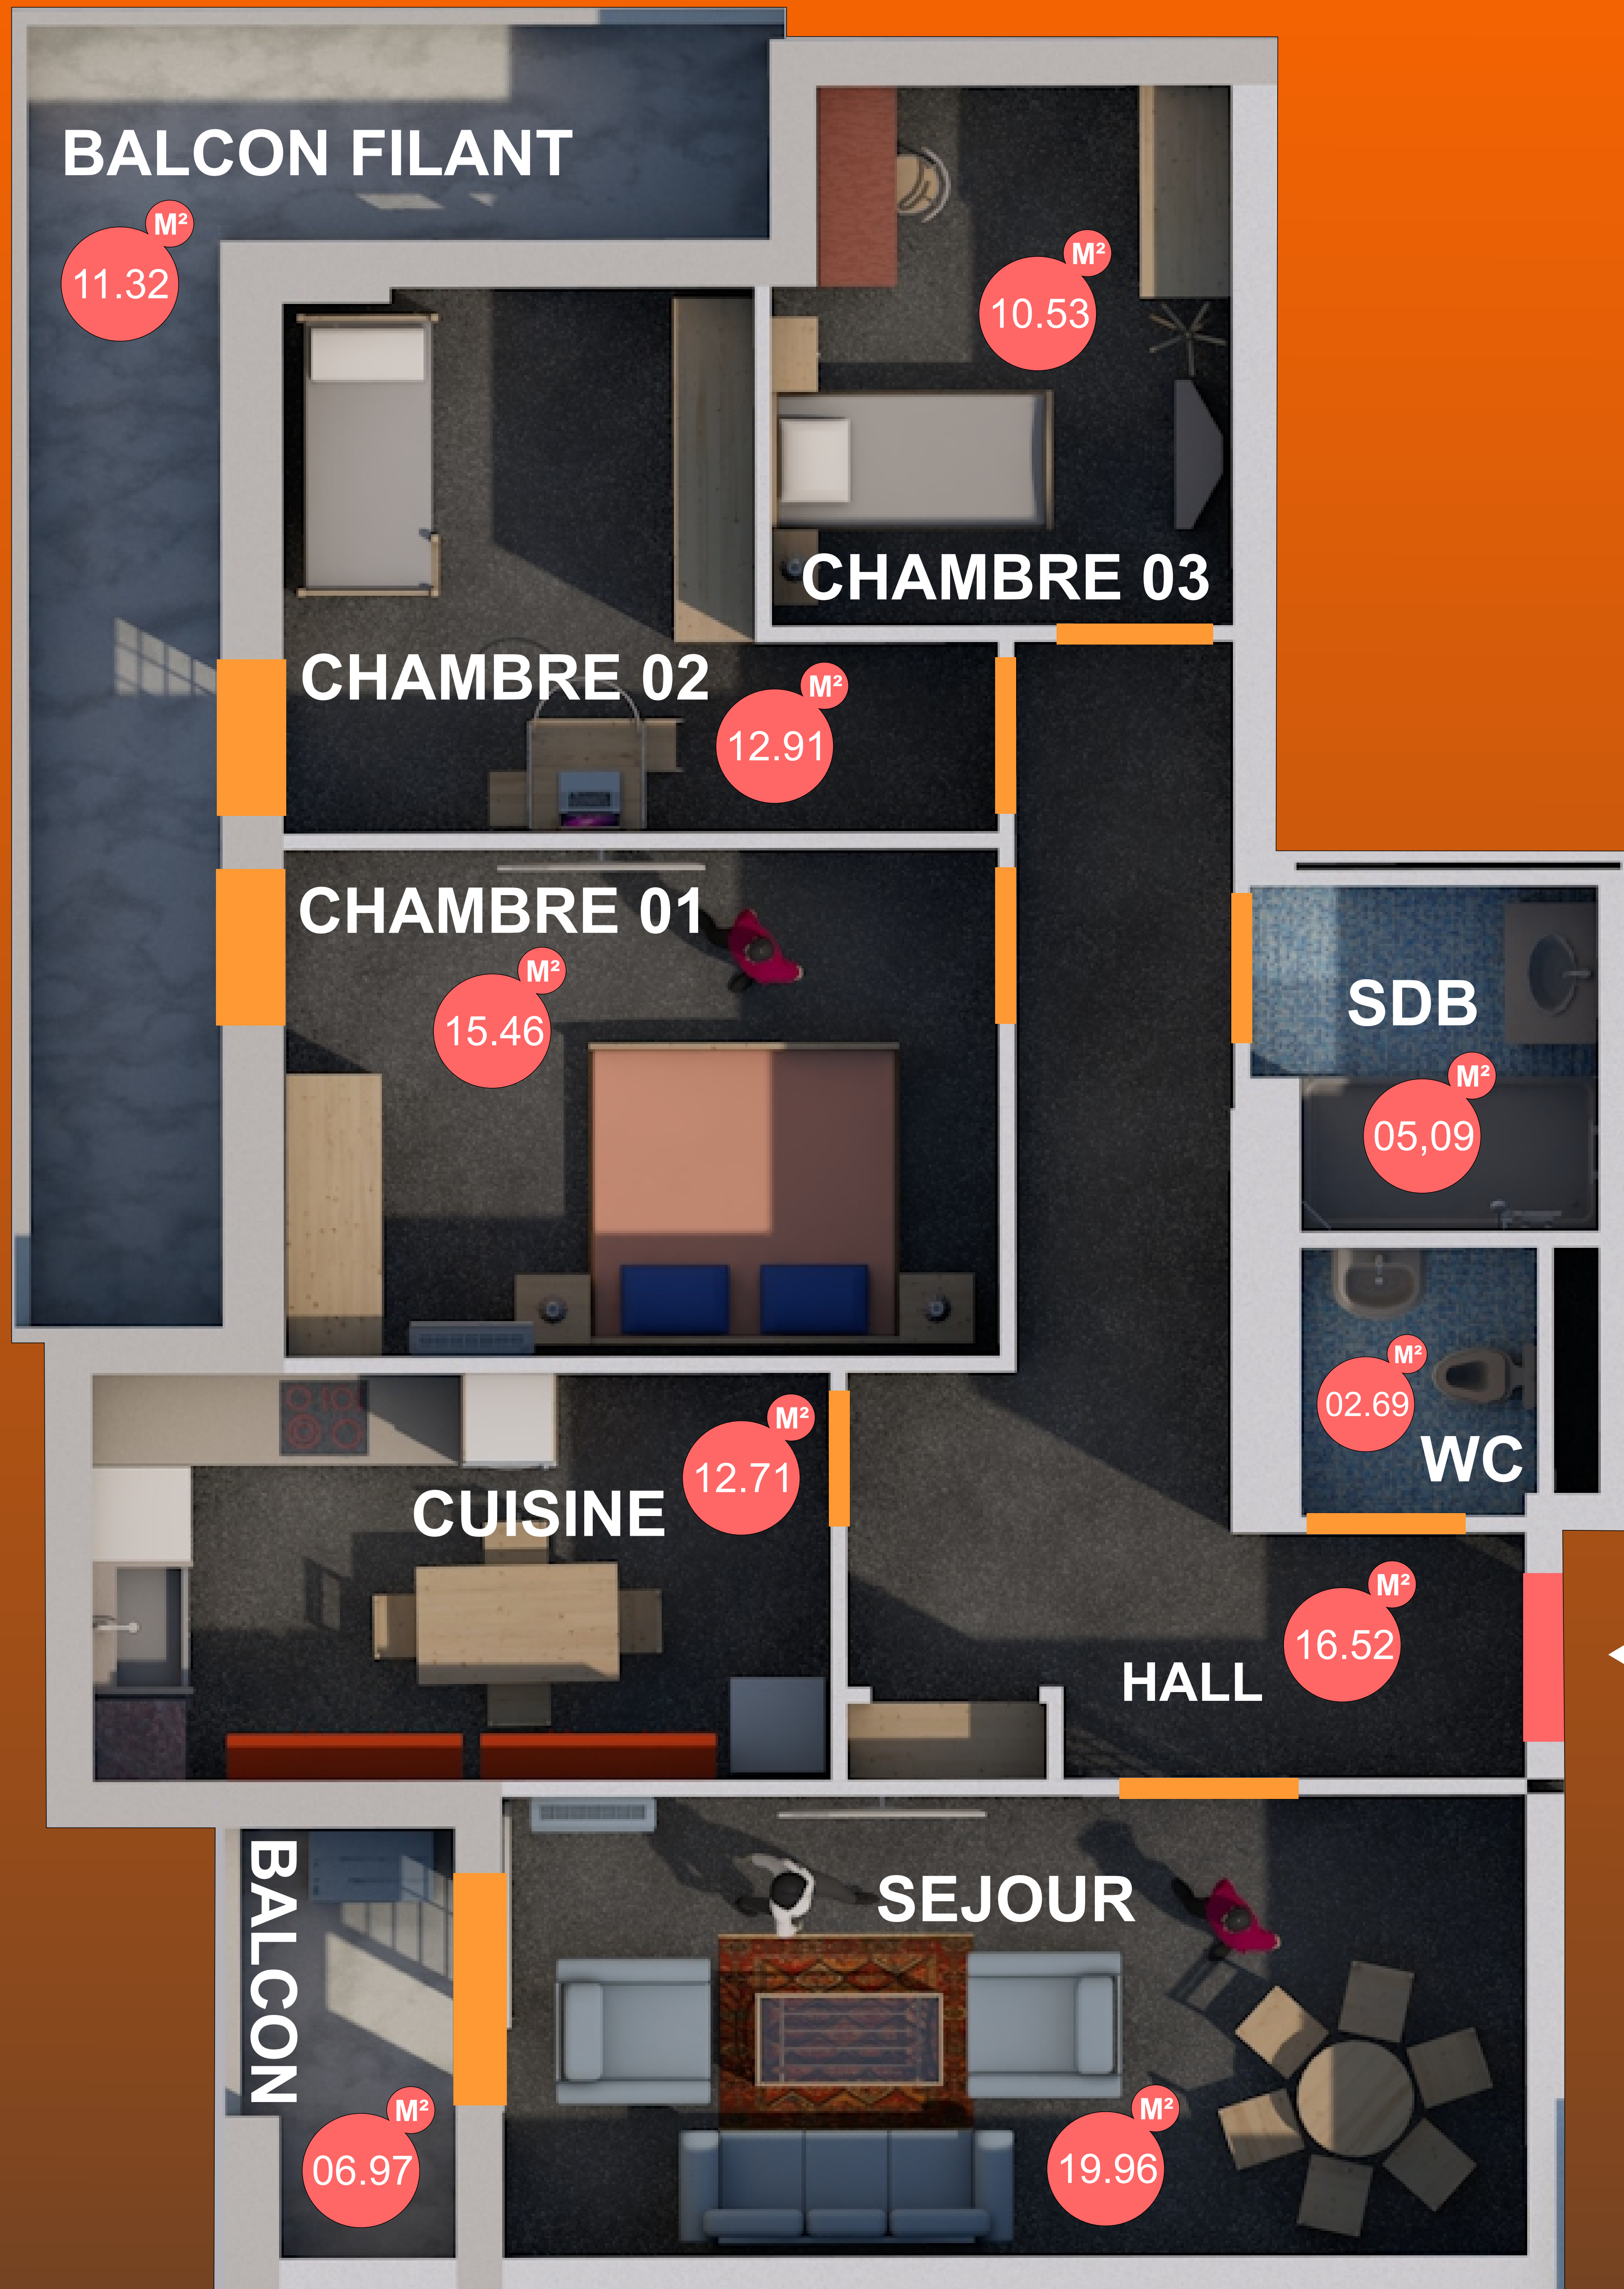 BALCON FILANT
M²
11.32
M²
10.53
CHAMBRE 03
CHAMBRE 02
M²
12.91
CHAMBRE 01
M²
15.46
SDB
M²
05,09
M²
02.69
WC
M²
12.71
CUISINE
M²
16.52
HALL
BALCON
SEJOUR
M²
06.97
M²
19.96